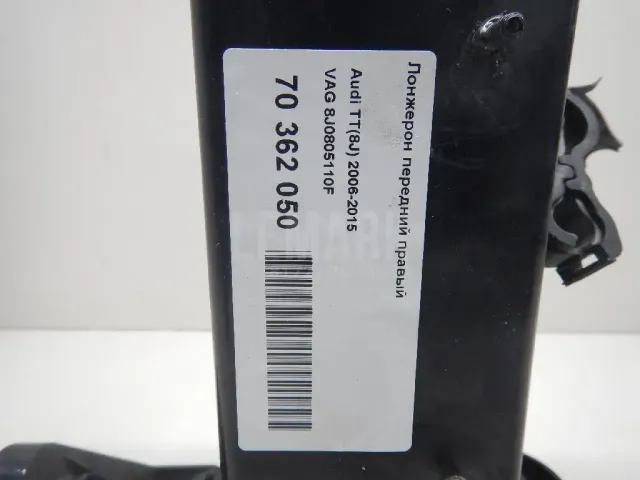 Лонжерон передний правый
Audi TT(8J) 2006-2015
VAG 8J0805110F
70 362 050